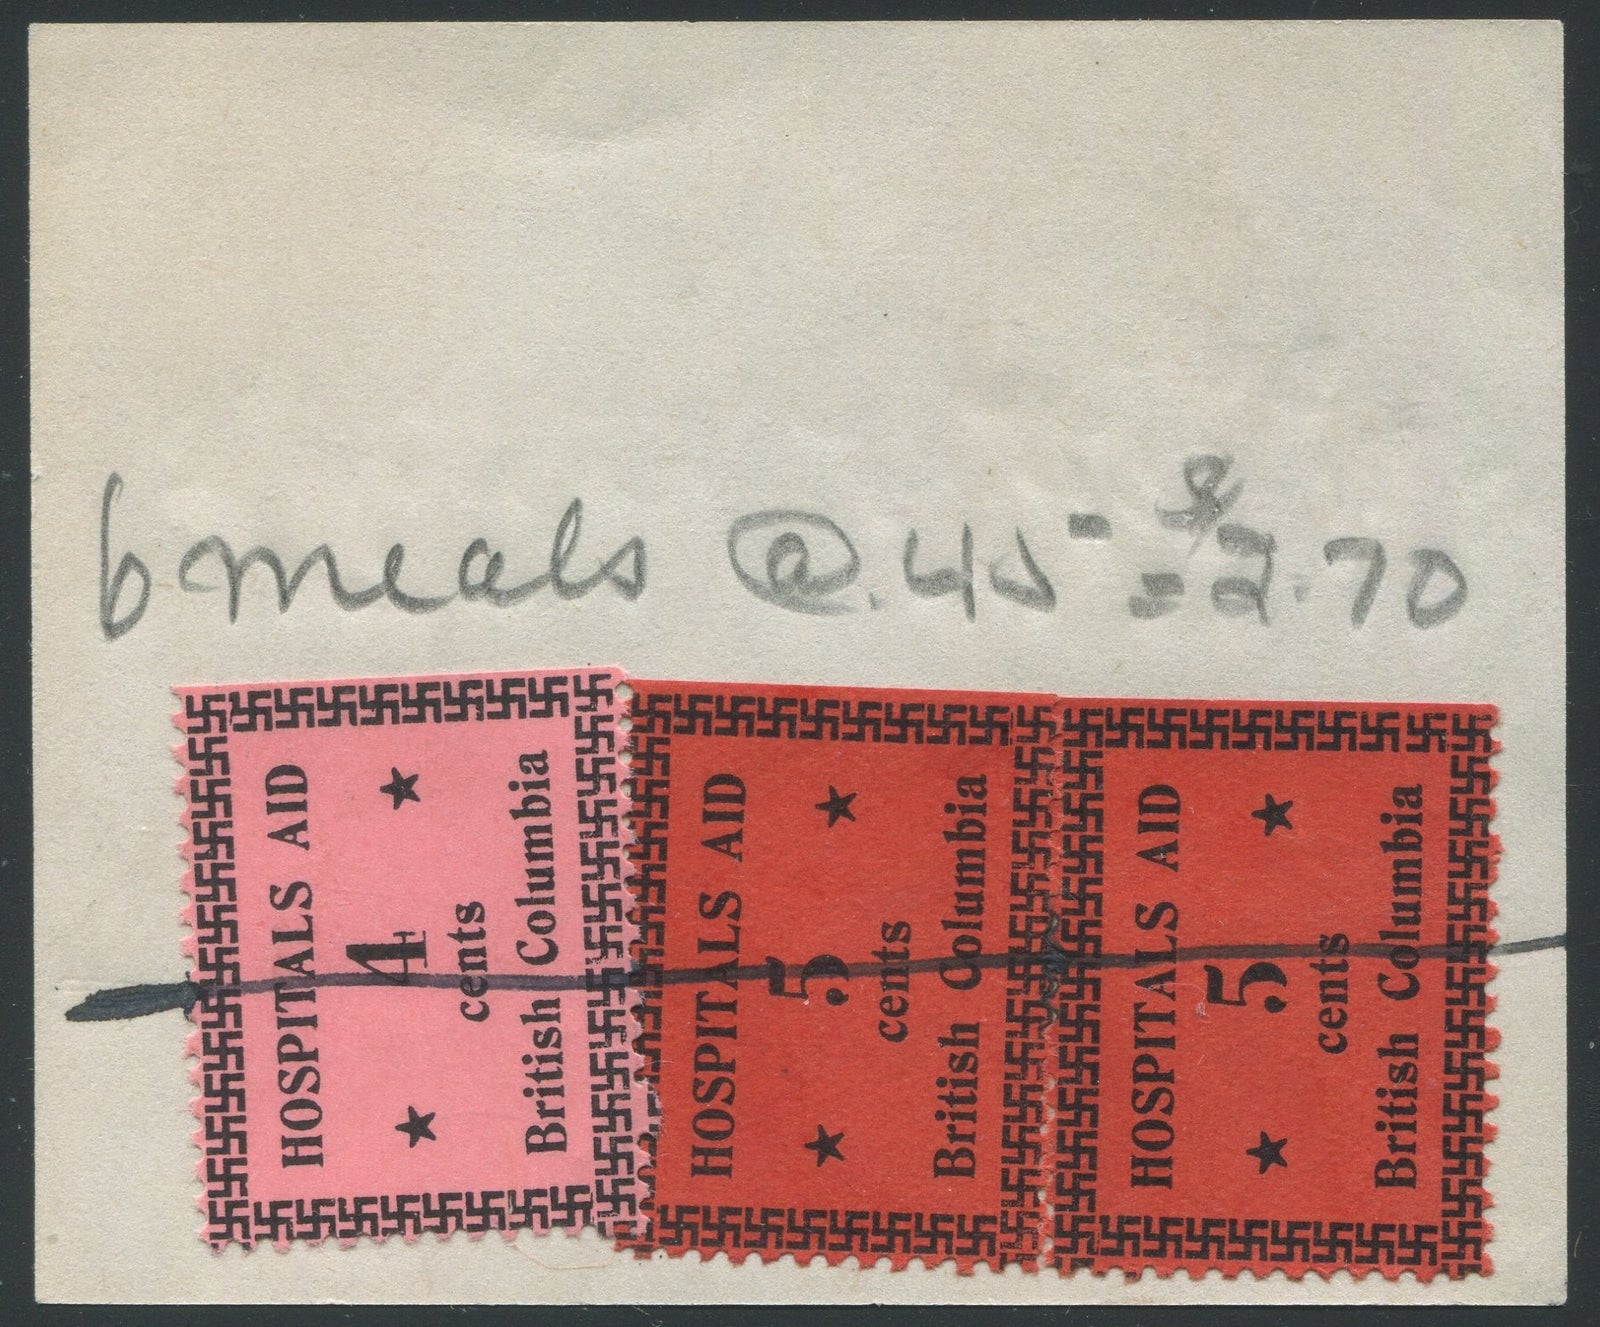 6 meals @ .45 = $2.70
HOSPITALS AID
4
cents
British Columbia
HOSPITALS AID
5
cents
British Columbia
HOSPITALS AID
5
cents
British Columbia